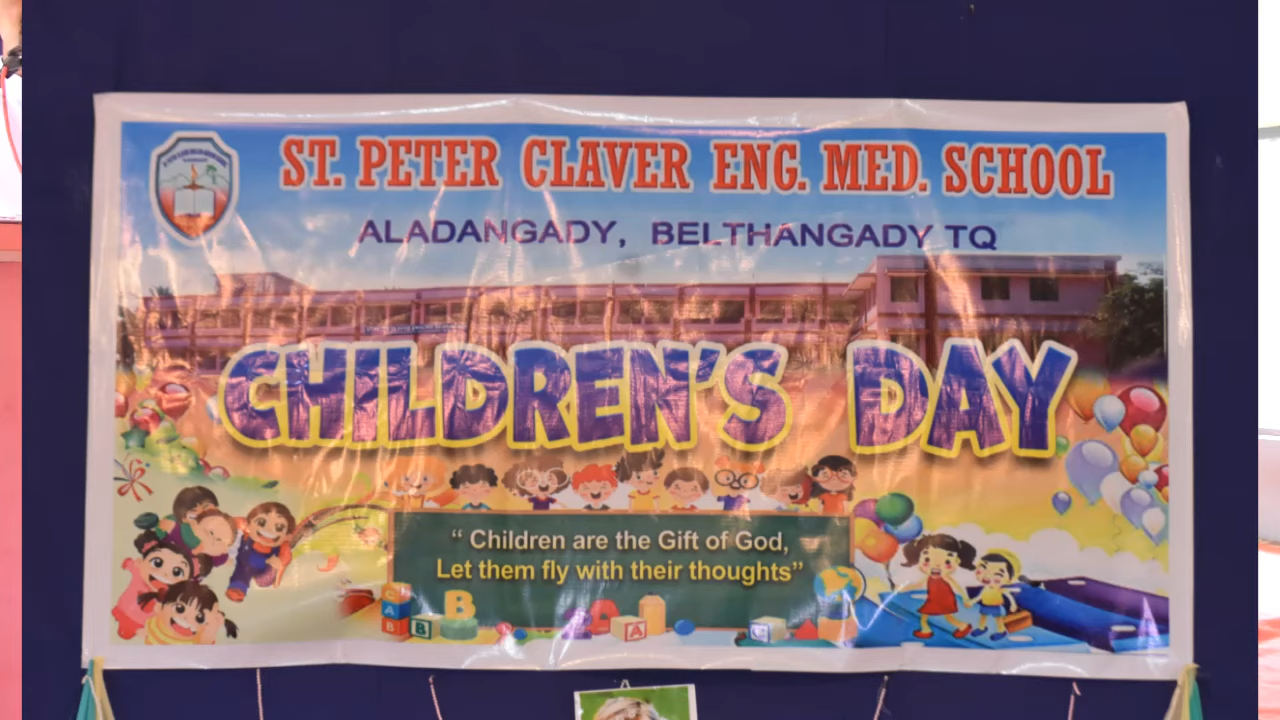 ST. PETER CLAVER ENG. MED. SCHOOL
ALADANGADY, BELTHANGADY TQ
CHILDREN'S DAY
“ Children are the Gift of God,
Let them fly with their thoughts”
C
A
B
B
B
A